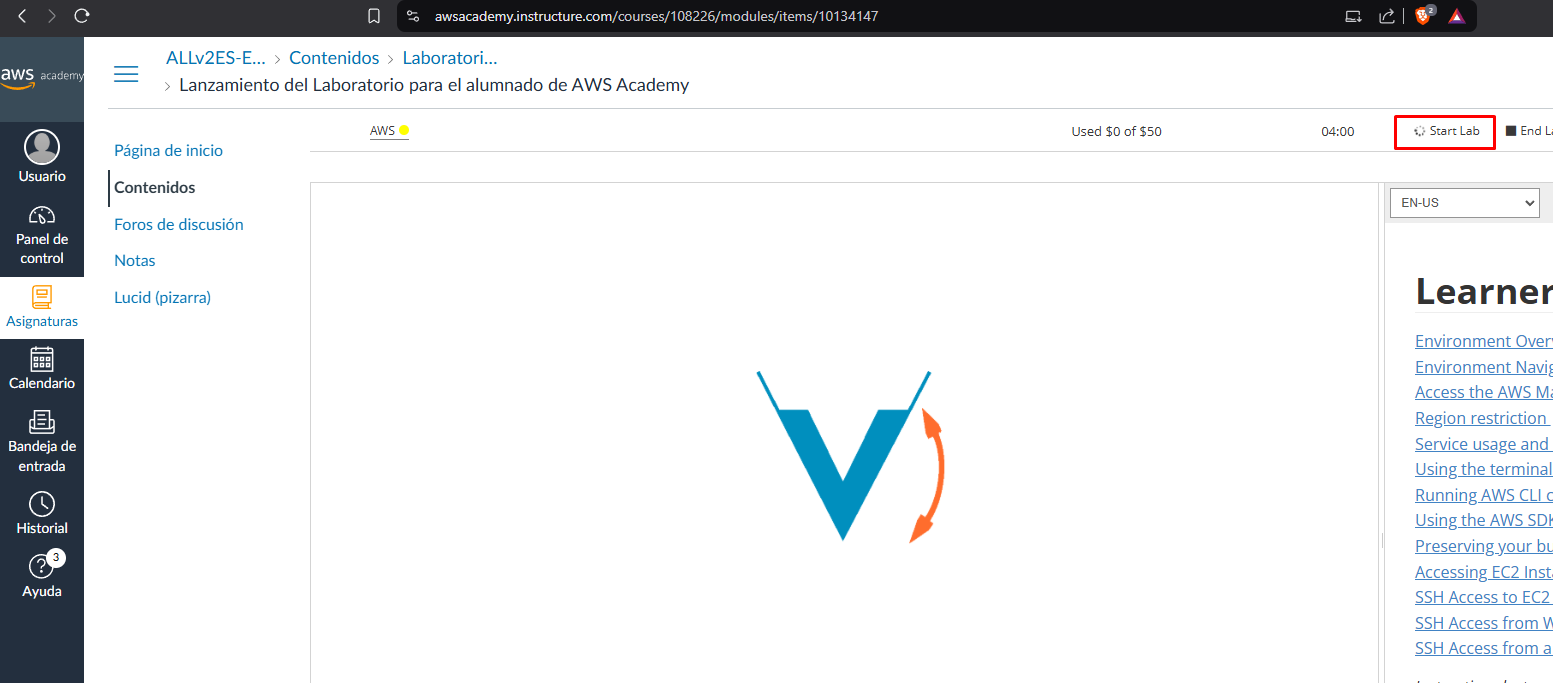 awsacademy.instructure.com/courses/108226/modules/items/10134147
2
aws academy
Usuario
Panel de
control
Asignaturas
Calendario
Bandeja de
entrada
Historial
3
Ayuda
ALLv2ES-E... > Contenidos > Laboratori...
> Lanzamiento del Laboratorio para el alumnado de AWS Academy
Página de inicio
Contenidos
Foros de discusión
Notas
Lucid (pizarra)
AWS
Used $0 of $50
04:00
Start Lab
End La
EN-US
Learner
Environment Overv
Environment Navig
Access the AWS Ma
Region restriction
Service usage and
Using the terminal
Running AWS CLI c
Using the AWS SDK
Preserving your bu
Accessing EC2 Insta
SSH Access to EC2
SSH Access from W
SSH Access from a